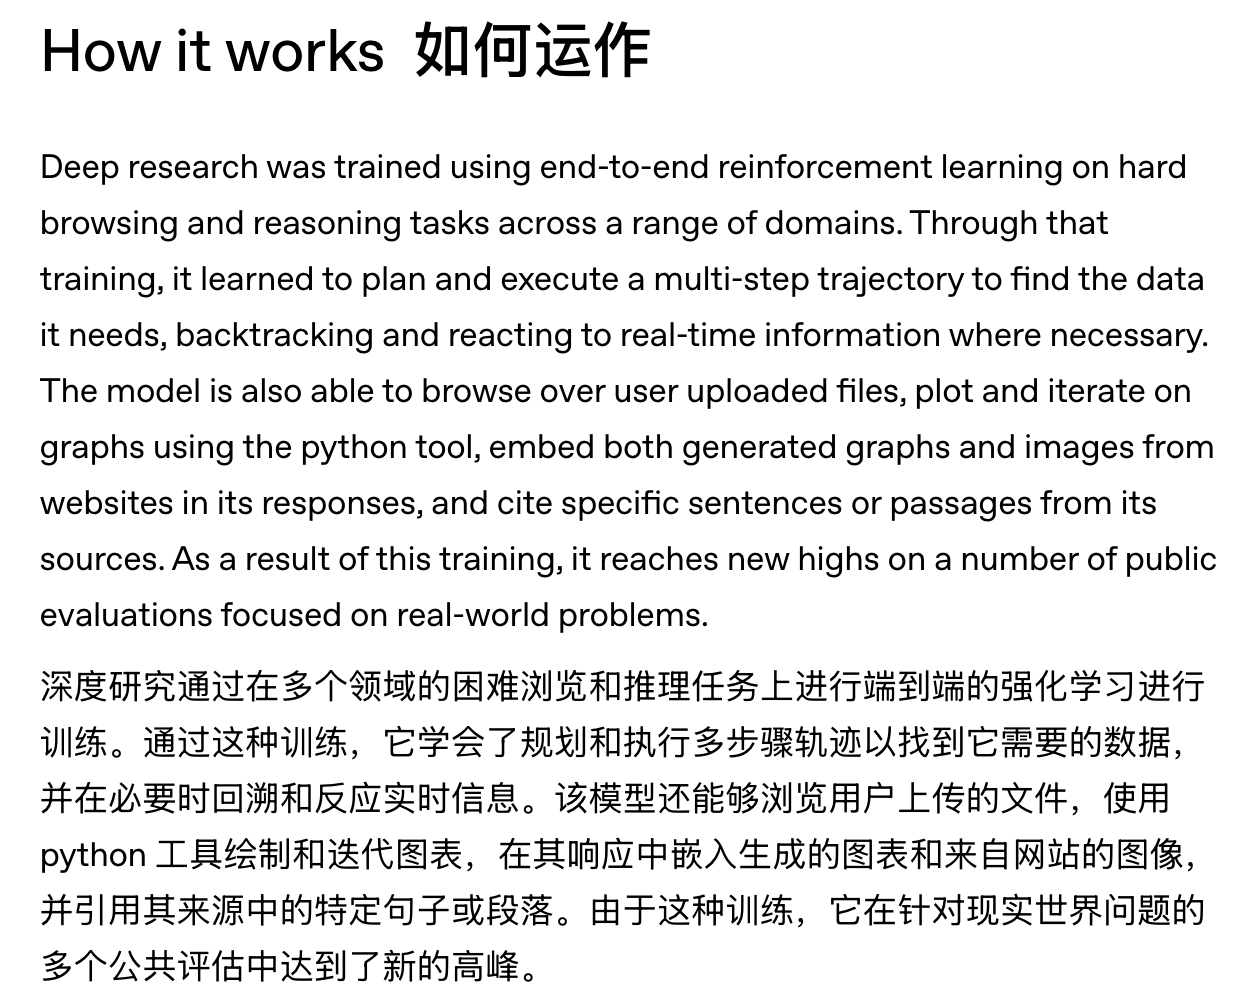 How it works 如何运作
Deep research was trained using end-to-end reinforcement learning on hard
browsing and reasoning tasks across a range of domains. Through that
training, it learned to plan and execute a multi-step trajectory to find the data
it needs, backtracking and reacting to real-time information where necessary.
The model is also able to browse over user uploaded files, plot and iterate on
graphs using the python tool, embed both generated graphs and images from
websites in its responses, and cite specific sentences or passages from its
sources. As a result of this training, it reaches new highs on a number of public
evaluations focused on real-world problems.
深度研究通过在多个领域的困难浏览和推理任务上进行端到端的强化学习进行
训练。通过这种训练，它学会了规划和执行多步骤轨迹以找到它需要的数据，
并在必要时回溯和反应实时信息。该模型还能够浏览用户上传的文件，使用
python 工具绘制和迭代图表，在其响应中嵌入生成的图表和来自网站的图像，
并引用其来源中的特定句子或段落。由于这种训练，它在针对现实世界问题的
多个公共评估中达到了新的高峰。